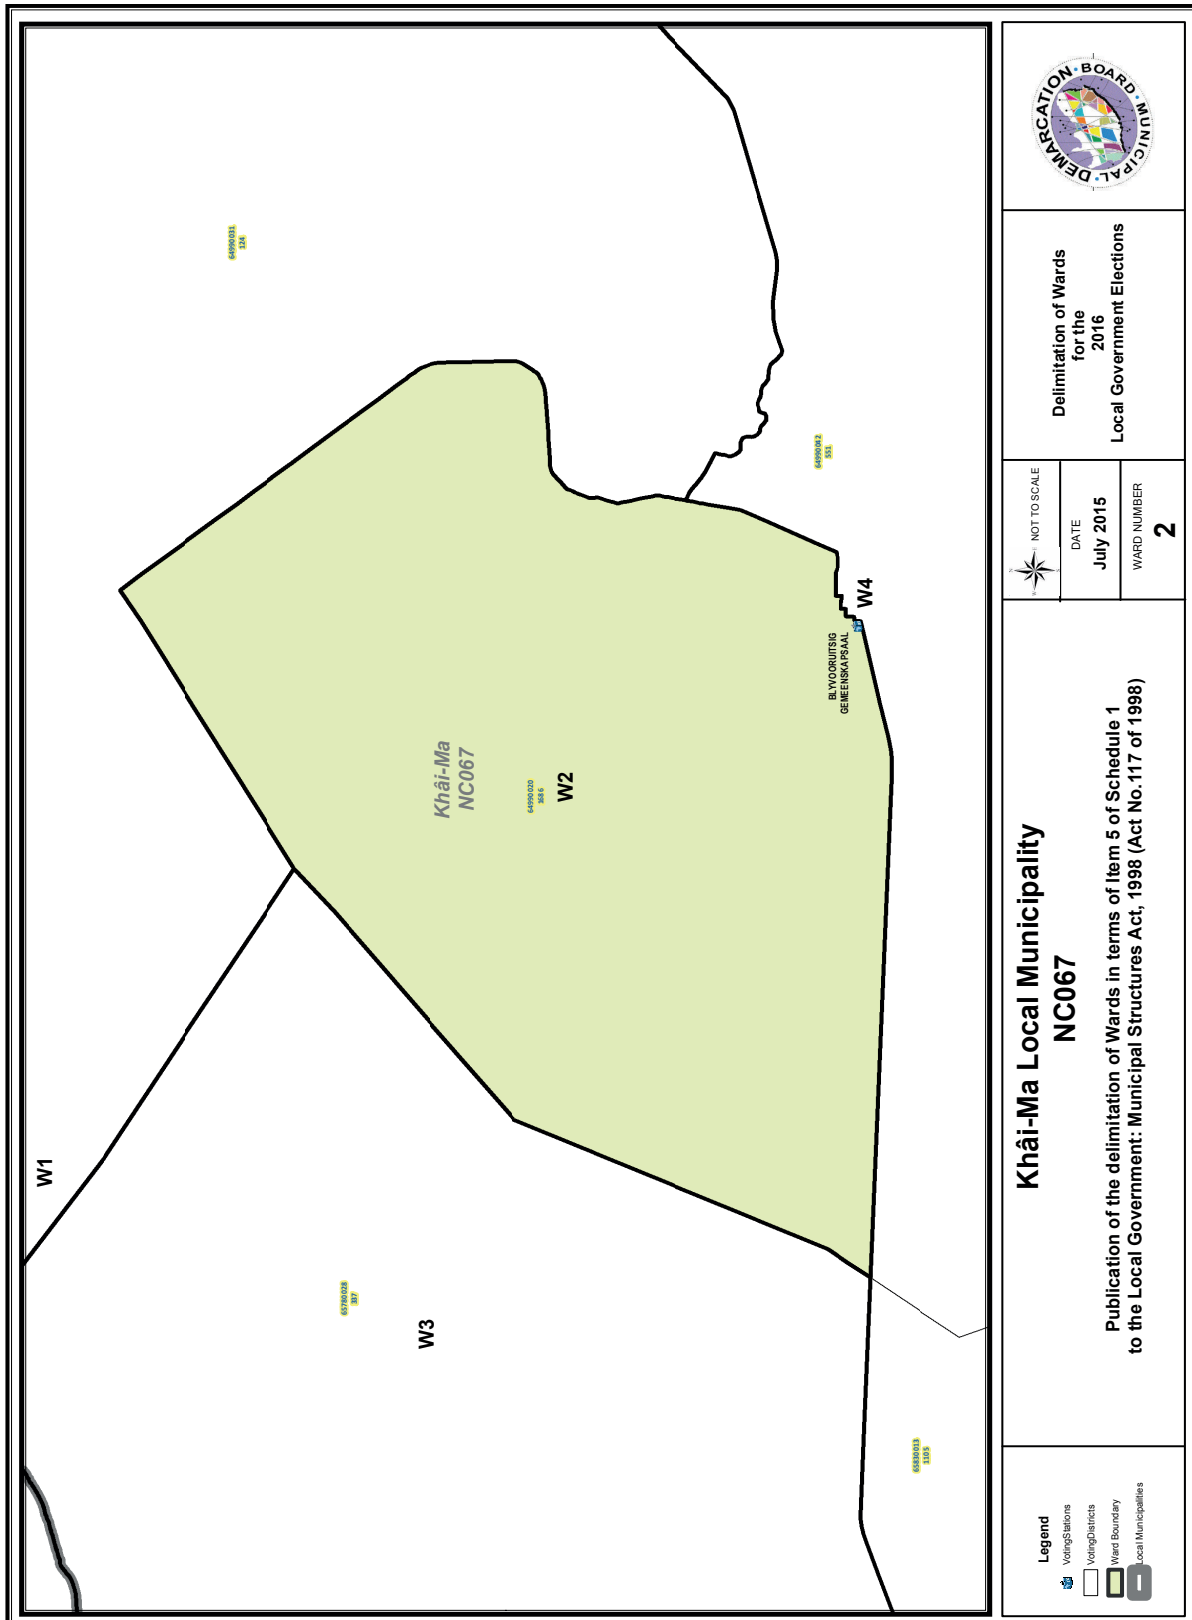 W1
W3
65780028
337
65830013
1105
Khâi-Ma
NC067
64990020
1686
W2
BLYVOORUITSIG
GEMEENSKAPSAAL
W4
64990031
124
64990042
551
Legend
VotingStations
VotingDistricts
Ward Boundary
Local Municipalities
Khâi-Ma Local Municipality
NC067
Publication of the delimitation of Wards in terms of Item 5 of Schedule 1
to the Local Government: Municipal Structures Act, 1998 (Act No.117 of 1998)
N
W
E
S
NOT TO SCALE
DATE
July 2015
WARD NUMBER
2
Delimitation of Wards
for the
2016
Local Government Elections
MUNICIPAL · DEMARCATION · BOARD ·